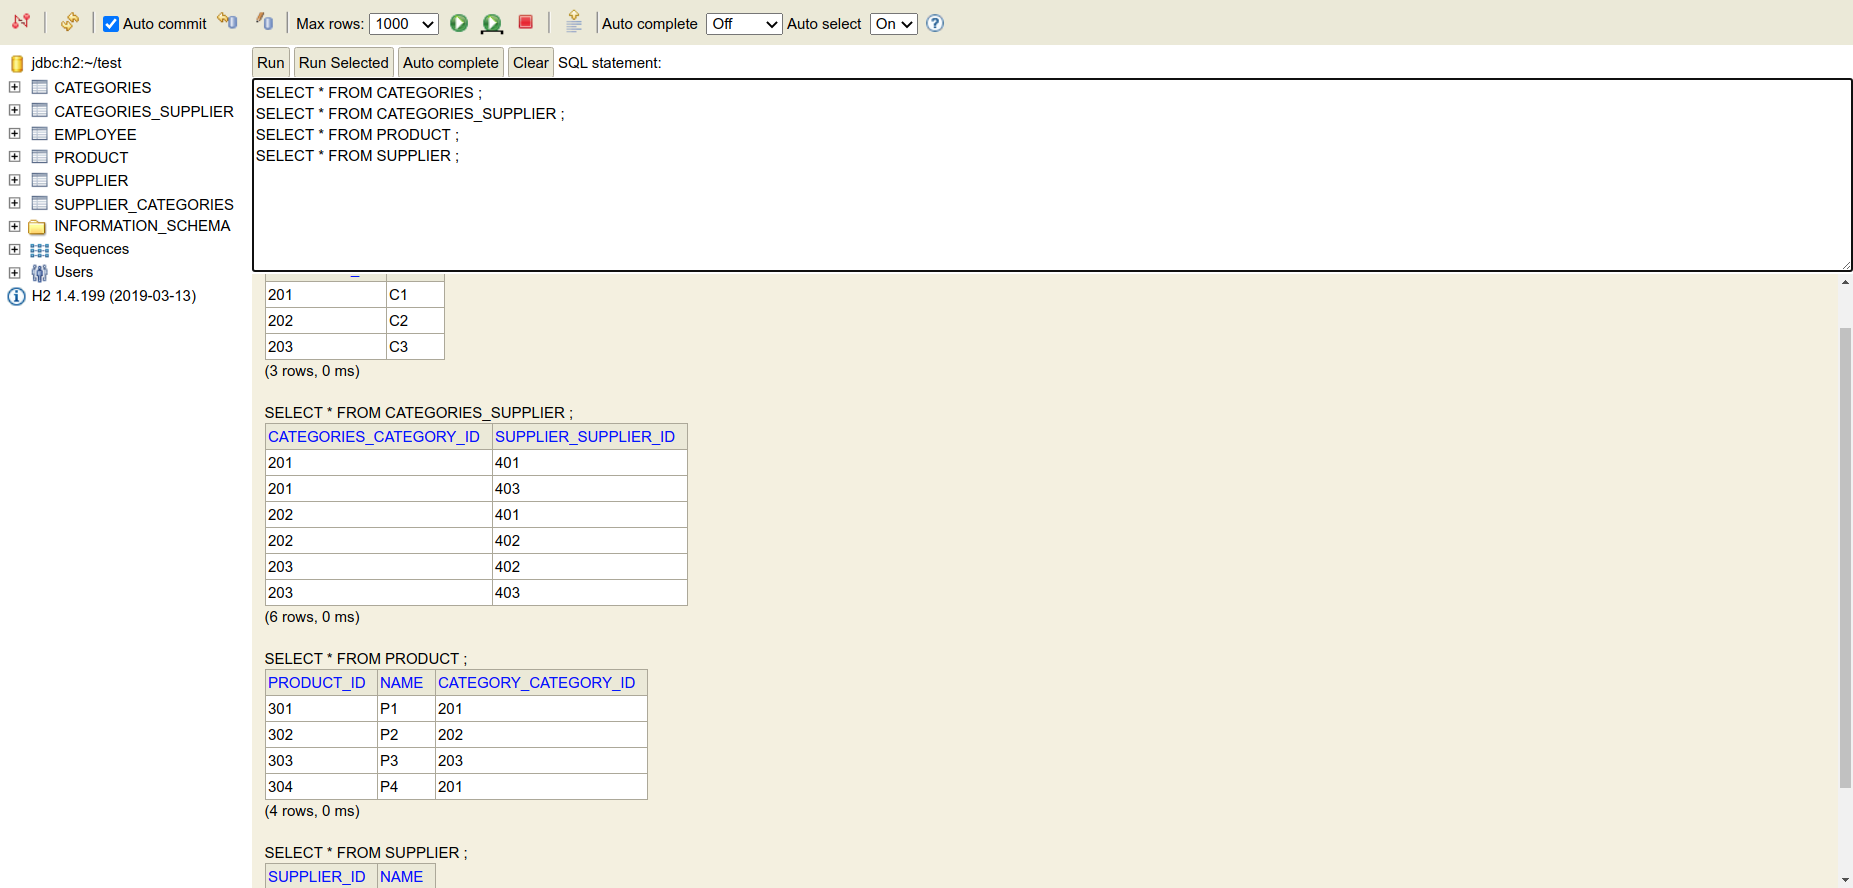 Auto commit Max rows: 1000 Auto complete Off Auto select On ?
jdbc:h2:~/test
CATEGORIES
CATEGORIES_SUPPLIER
EMPLOYEE
PRODUCT
SUPPLIER
SUPPLIER_CATEGORIES
INFORMATION_SCHEMA
Sequences
Users
H2 1.4.199 (2019-03-13)
Run Run Selected Auto complete Clear SQL statement:
SELECT * FROM CATEGORIES ;
SELECT * FROM CATEGORIES_SUPPLIER ;
SELECT * FROM PRODUCT ;
SELECT * FROM SUPPLIER ;
201 C1
202 C2
203 C3
(3 rows, 0 ms)
SELECT * FROM CATEGORIES_SUPPLIER ;
CATEGORIES_CATEGORY_ID SUPPLIER_SUPPLIER_ID
201 401
201 403
202 401
202 402
203 402
203 403
(6 rows, 0 ms)
SELECT * FROM PRODUCT ;
PRODUCT_ID NAME CATEGORY_CATEGORY_ID
301 P1 201
302 P2 202
303 P3 203
304 P4 201
(4 rows, 0 ms)
SELECT * FROM SUPPLIER ;
SUPPLIER_ID NAME